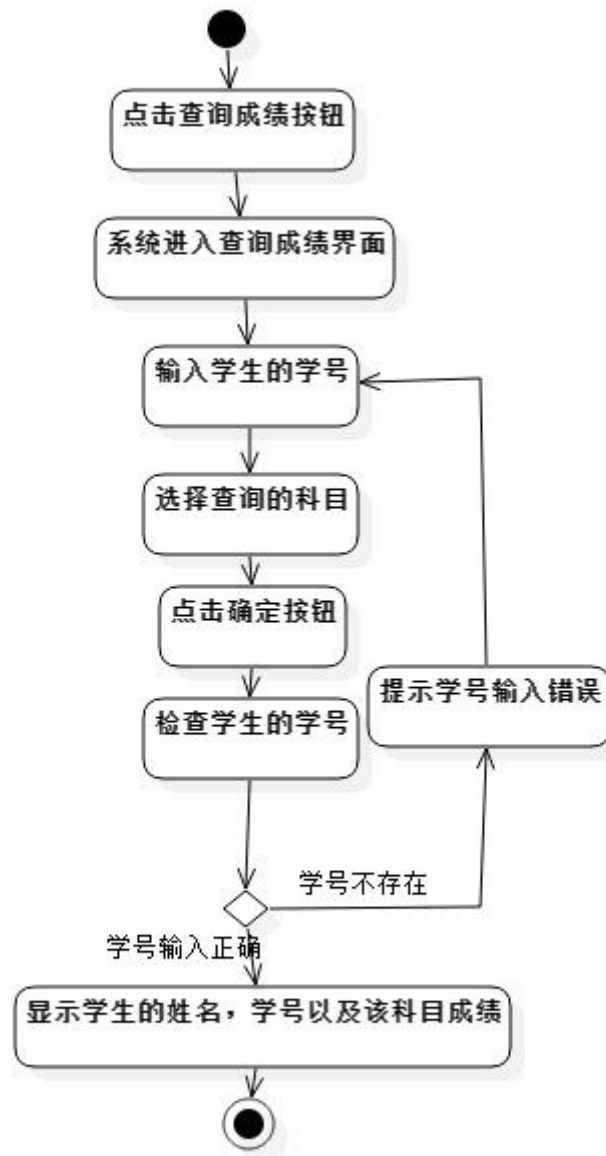 点击查询成绩按钮
系统进入查询成绩界面
输入学生的学号
选择查询的科目
点击确定按钮
提示学号输入错误
检查学生的学号
学号不存在
学号输入正确
显示学生的姓名，学号以及该科目成绩